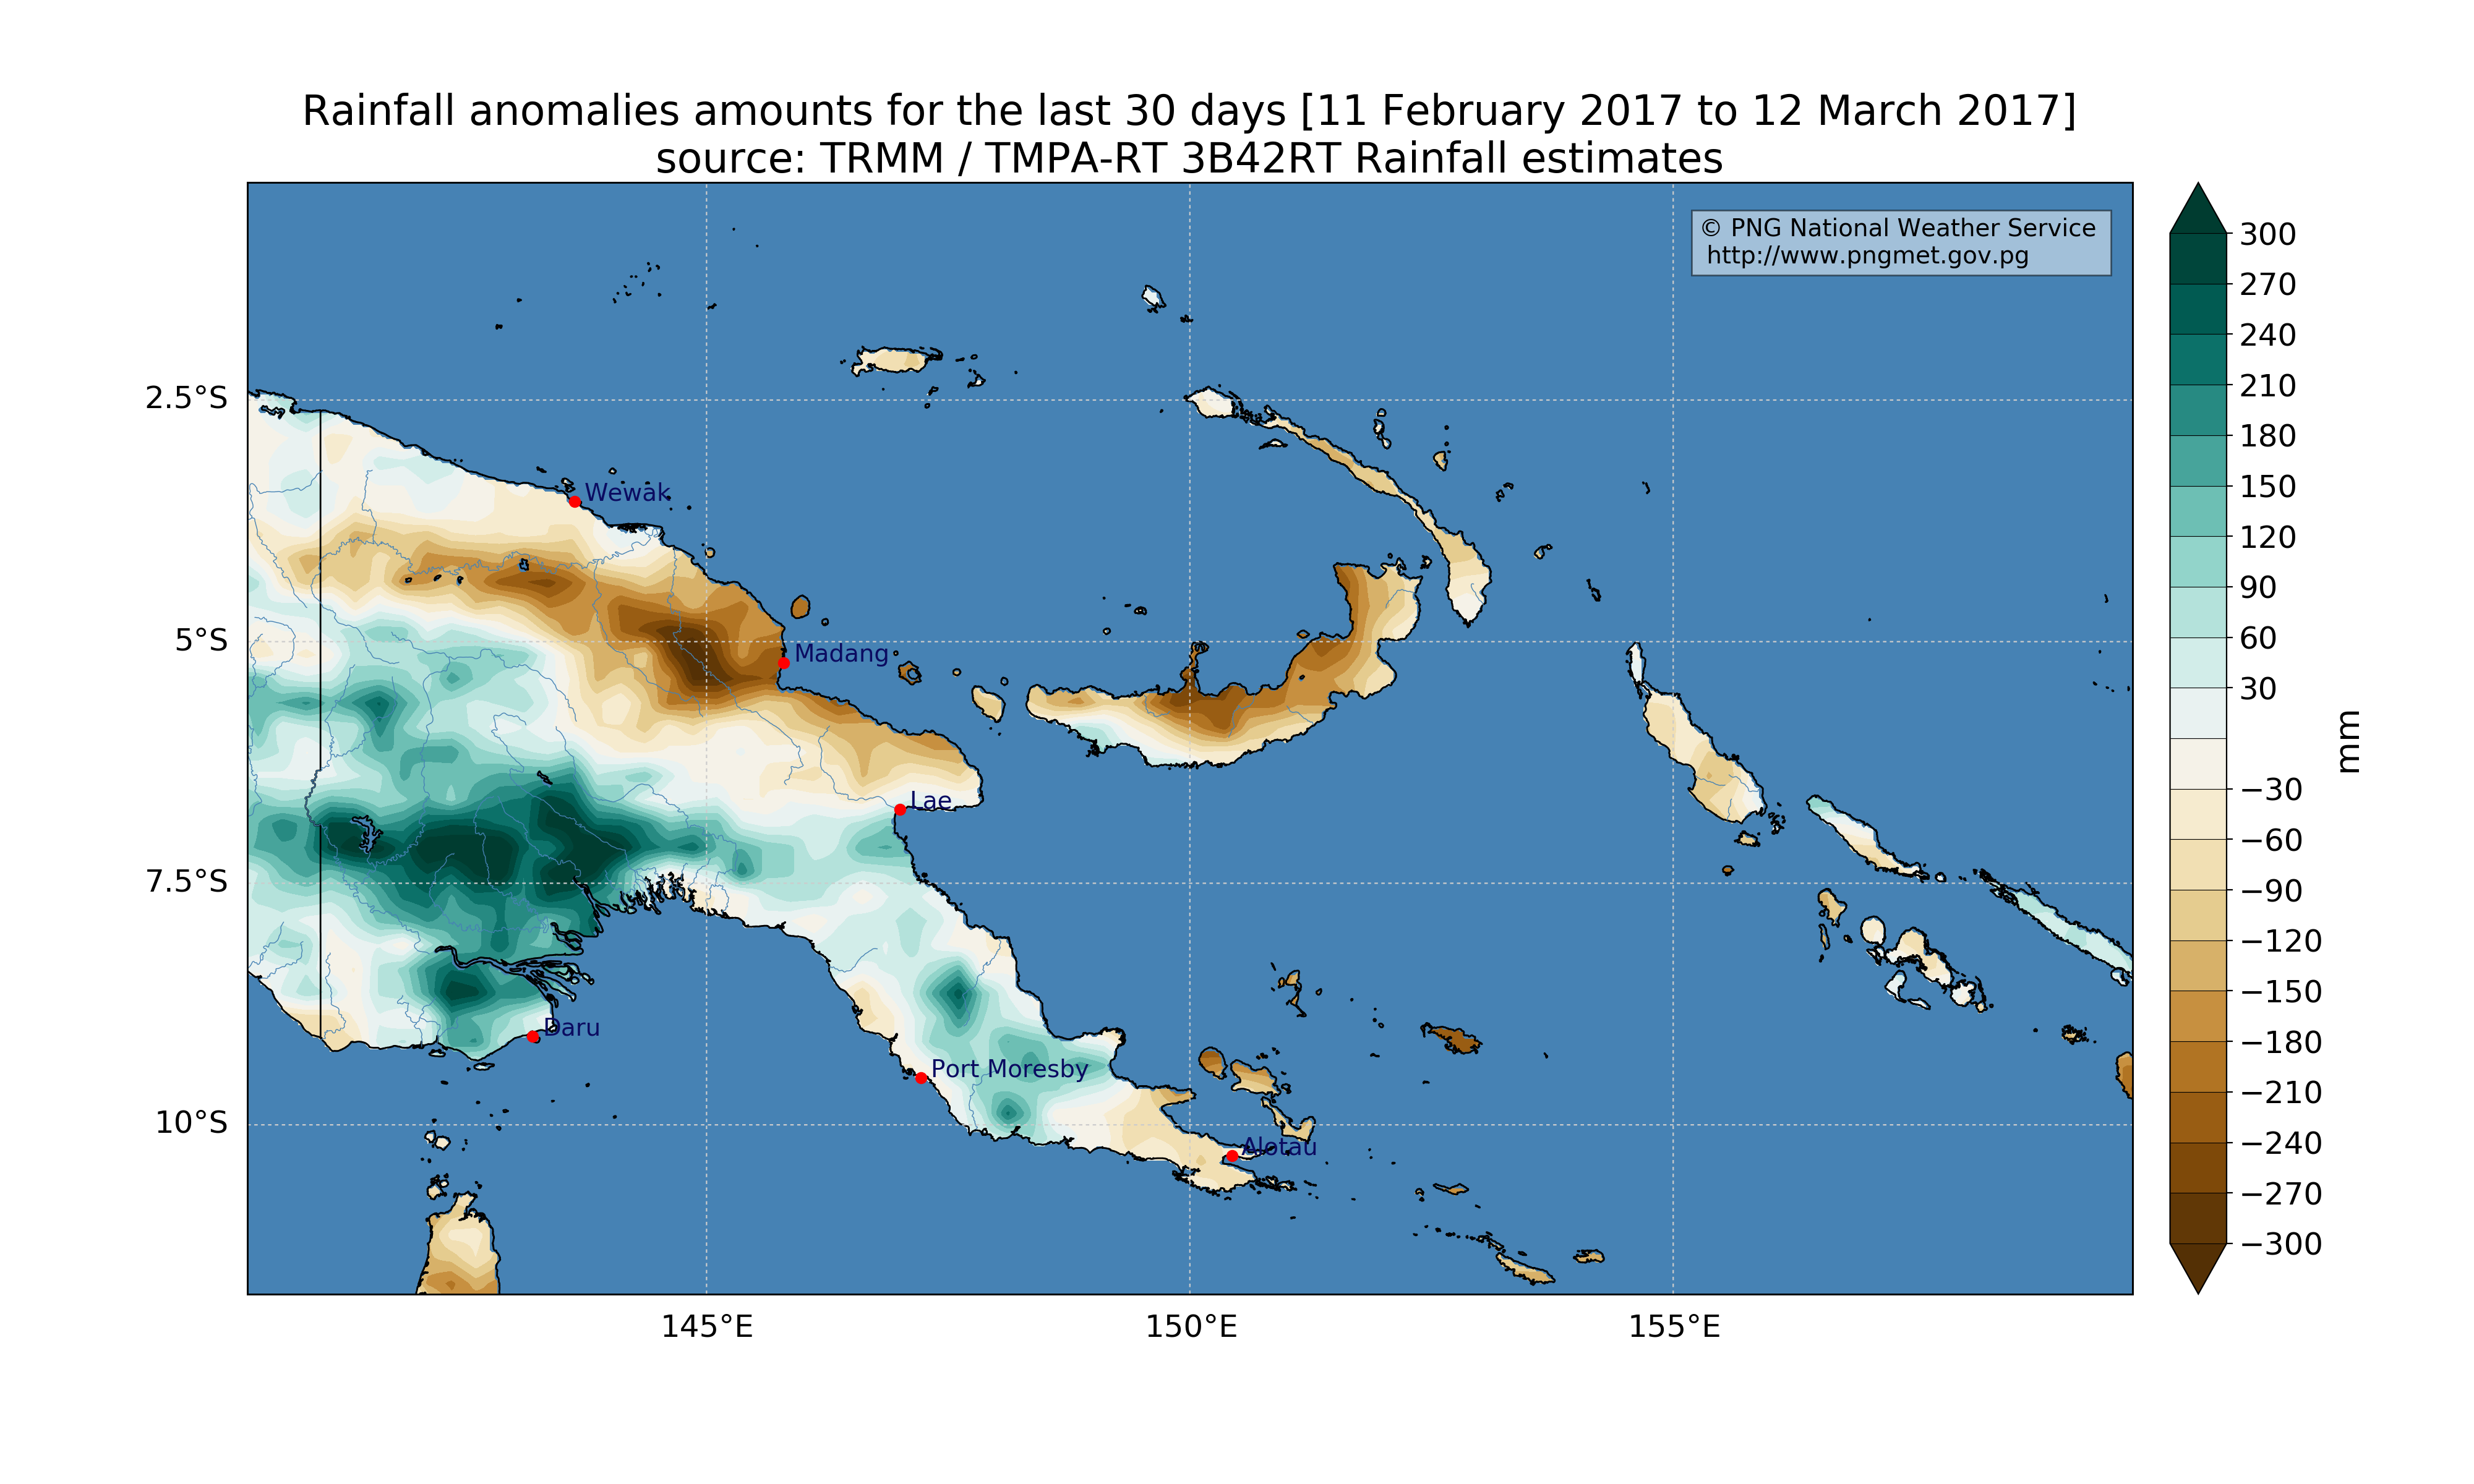 Rainfall anomalies amounts for the last 30 days [11 February 2017 to 12 March 2017]
source: TRMM / TMPA-RT 3B42RT Rainfall estimates
© PNG National Weather Service
http://www.pngmet.gov.pg
2.5°S
5°S
7.5°S
10°S
145°E
150°E
155°E
Wewak
Madang
Lae
Daru
Port Moresby
Alotau
300
270
240
210
180
150
120
90
60
30
−30
−60
−90
−120
−150
−180
−210
−240
−270
−300
mm